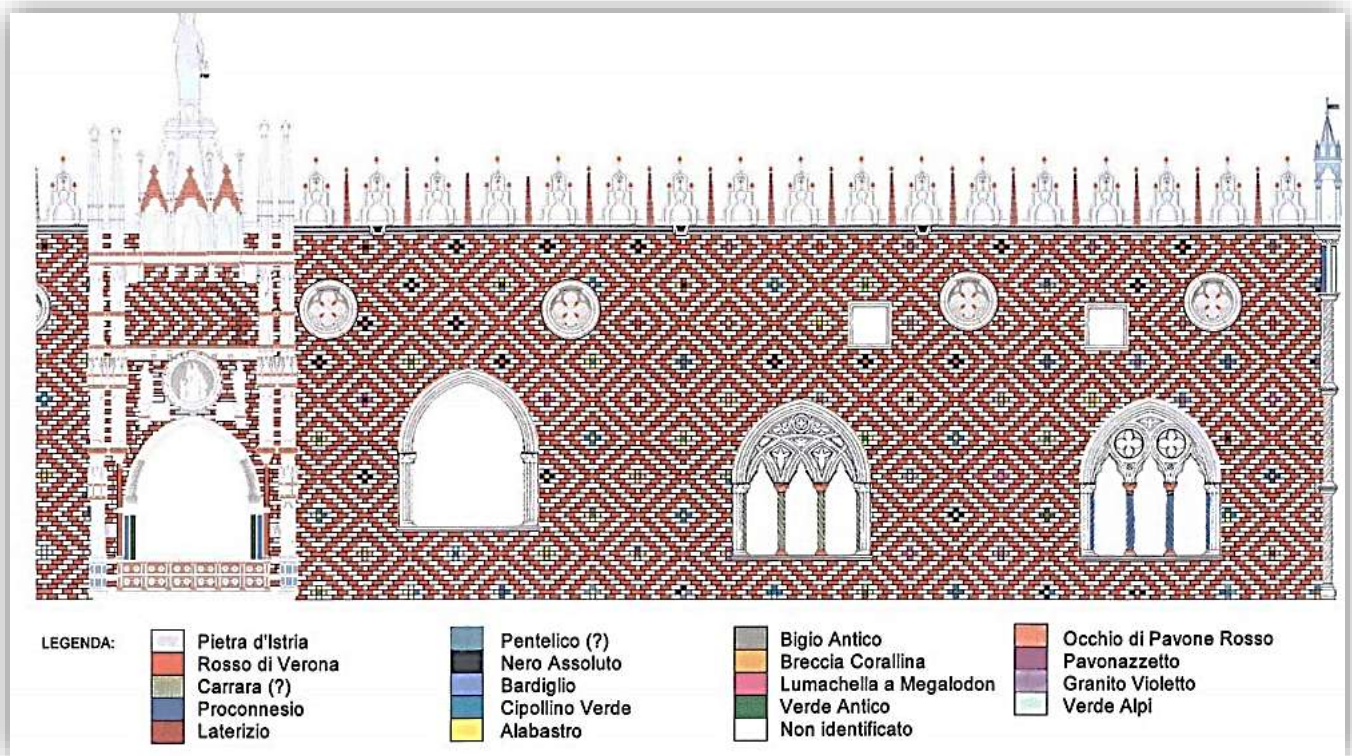 LEGENDA:
Pietra d'Istria
Rosso di Verona
Carrara (?)
Proconnesio
Laterizio
Pentelico (?)
Nero Assoluto
Bardiglio
Cipollino Verde
Alabastro
Bigio Antico
Breccia Corallina
Lumachella a Megalodon
Verde Antico
Non identificato
Occhio di Pavone Rosso
Pavonazzetto
Granito Violetto
Verde Alpi